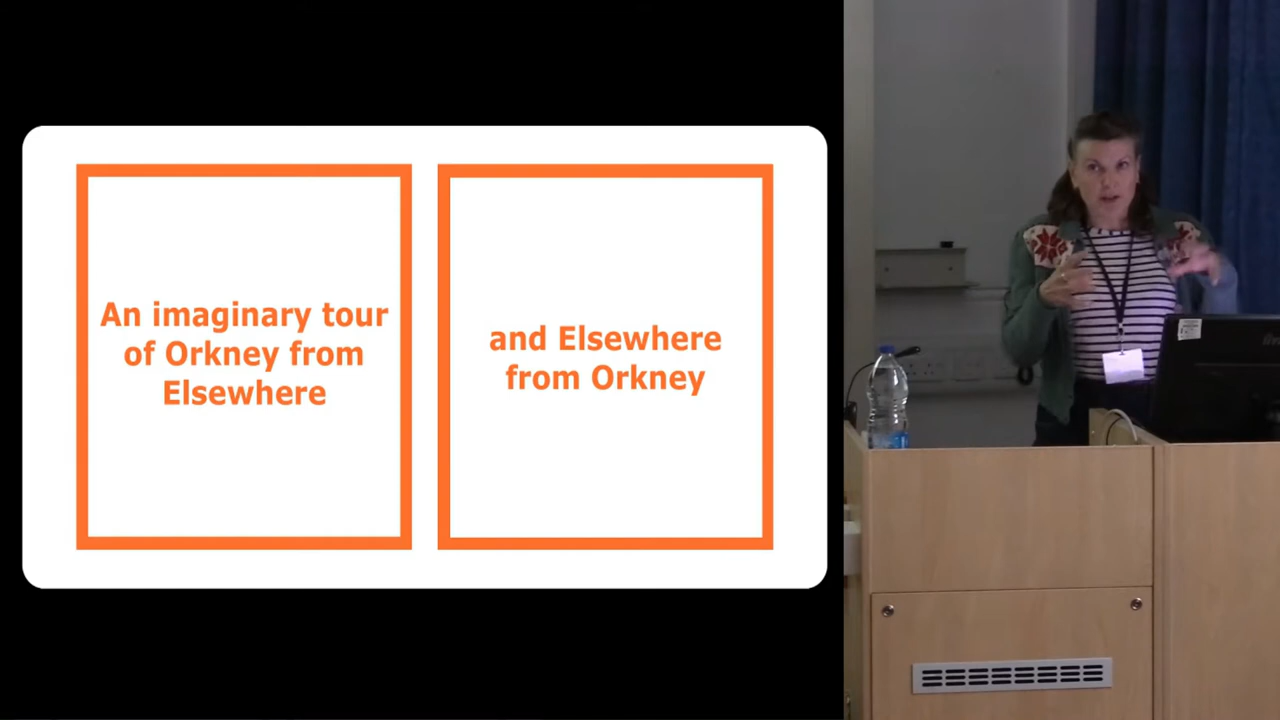 An imaginary tour
of Orkney from
Elsewhere
and Elsewhere
from Orkney